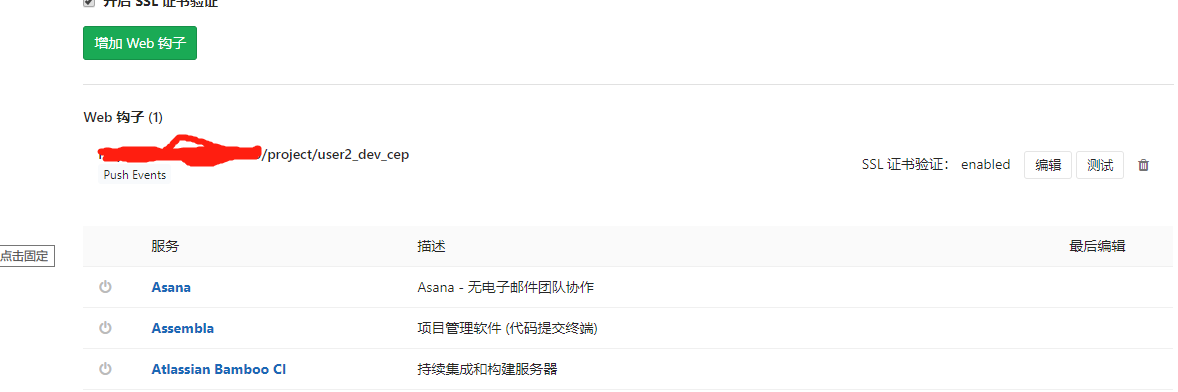 开启 SSL 证书验证
增加 Web 钩子
Web 钩子 (1)
/project/user2_dev_cep
Push Events
SSL 证书验证： enabled 编辑 测试
点击固定
服务 描述 最后编辑
Asana Asana - 无电子邮件团队协作
Assembla 项目管理软件 (代码提交终端)
Atlassian Bamboo CI 持续集成和构建服务器